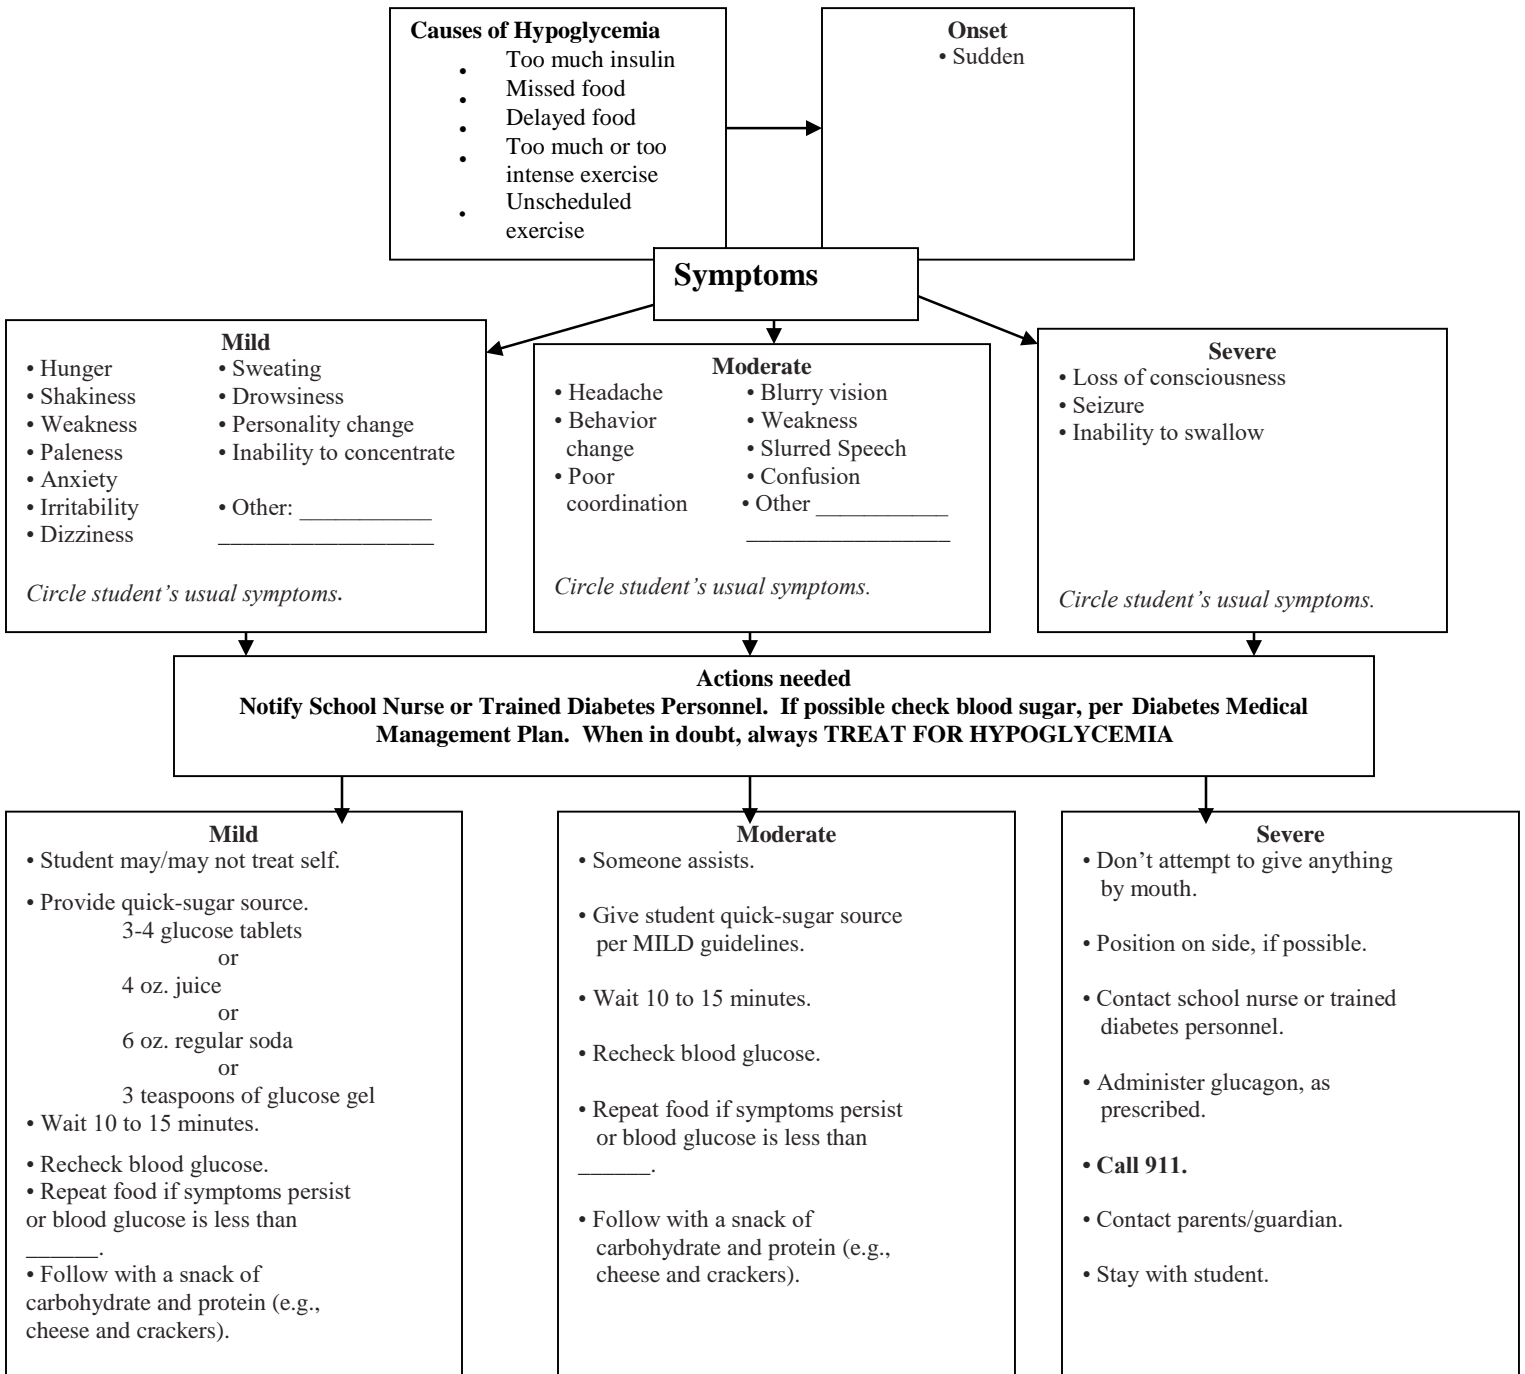 Causes of Hypoglycemia
• Too much insulin
• Missed food
• Delayed food
• Too much or too
intense exercise
• Unscheduled
exercise
Onset
• Sudden
Symptoms
Mild
• Hunger
• Shakiness
• Weakness
• Paleness
• Anxiety
• Irritability
• Dizziness
• Sweating
• Drowsiness
• Personality change
• Inability to concentrate
• Other: ___________
__________________
Circle student’s usual symptoms.
Moderate
• Headache
• Behavior
change
• Poor
coordination
• Blurry vision
• Weakness
• Slurred Speech
• Confusion
• Other ___________
_________________
Circle student’s usual symptoms.
Severe
• Loss of consciousness
• Seizure
• Inability to swallow
Circle student’s usual symptoms.
Actions needed
Notify School Nurse or Trained Diabetes Personnel. If possible check blood sugar, per Diabetes Medical
Management Plan. When in doubt, always TREAT FOR HYPOGLYCEMIA
Mild
• Student may/may not treat self.
• Provide quick-sugar source.
3-4 glucose tablets
or
4 oz. juice
or
6 oz. regular soda
or
3 teaspoons of glucose gel
• Wait 10 to 15 minutes.
• Recheck blood glucose.
• Repeat food if symptoms persist
or blood glucose is less than
______.
• Follow with a snack of
carbohydrate and protein (e.g.,
cheese and crackers).
Moderate
• Someone assists.
• Give student quick-sugar source
per MILD guidelines.
• Wait 10 to 15 minutes.
• Recheck blood glucose.
• Repeat food if symptoms persist
or blood glucose is less than
______.
• Follow with a snack of
carbohydrate and protein (e.g.,
cheese and crackers).
Severe
• Don’t attempt to give anything
by mouth.
• Position on side, if possible.
• Contact school nurse or trained
diabetes personnel.
• Administer glucagon, as
prescribed.
• Call 911.
• Contact parents/guardian.
• Stay with student.